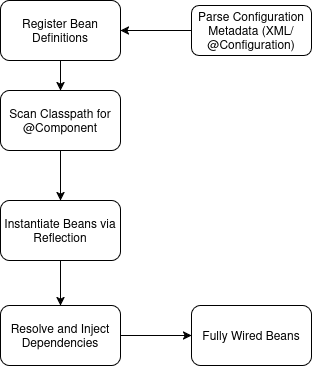 Register Bean
Definitions
Parse Configuration
Metadata (XML/
@Configuration)
Scan Classpath for
@Component
Instantiate Beans via
Reflection
Resolve and Inject
Dependencies
Fully Wired Beans